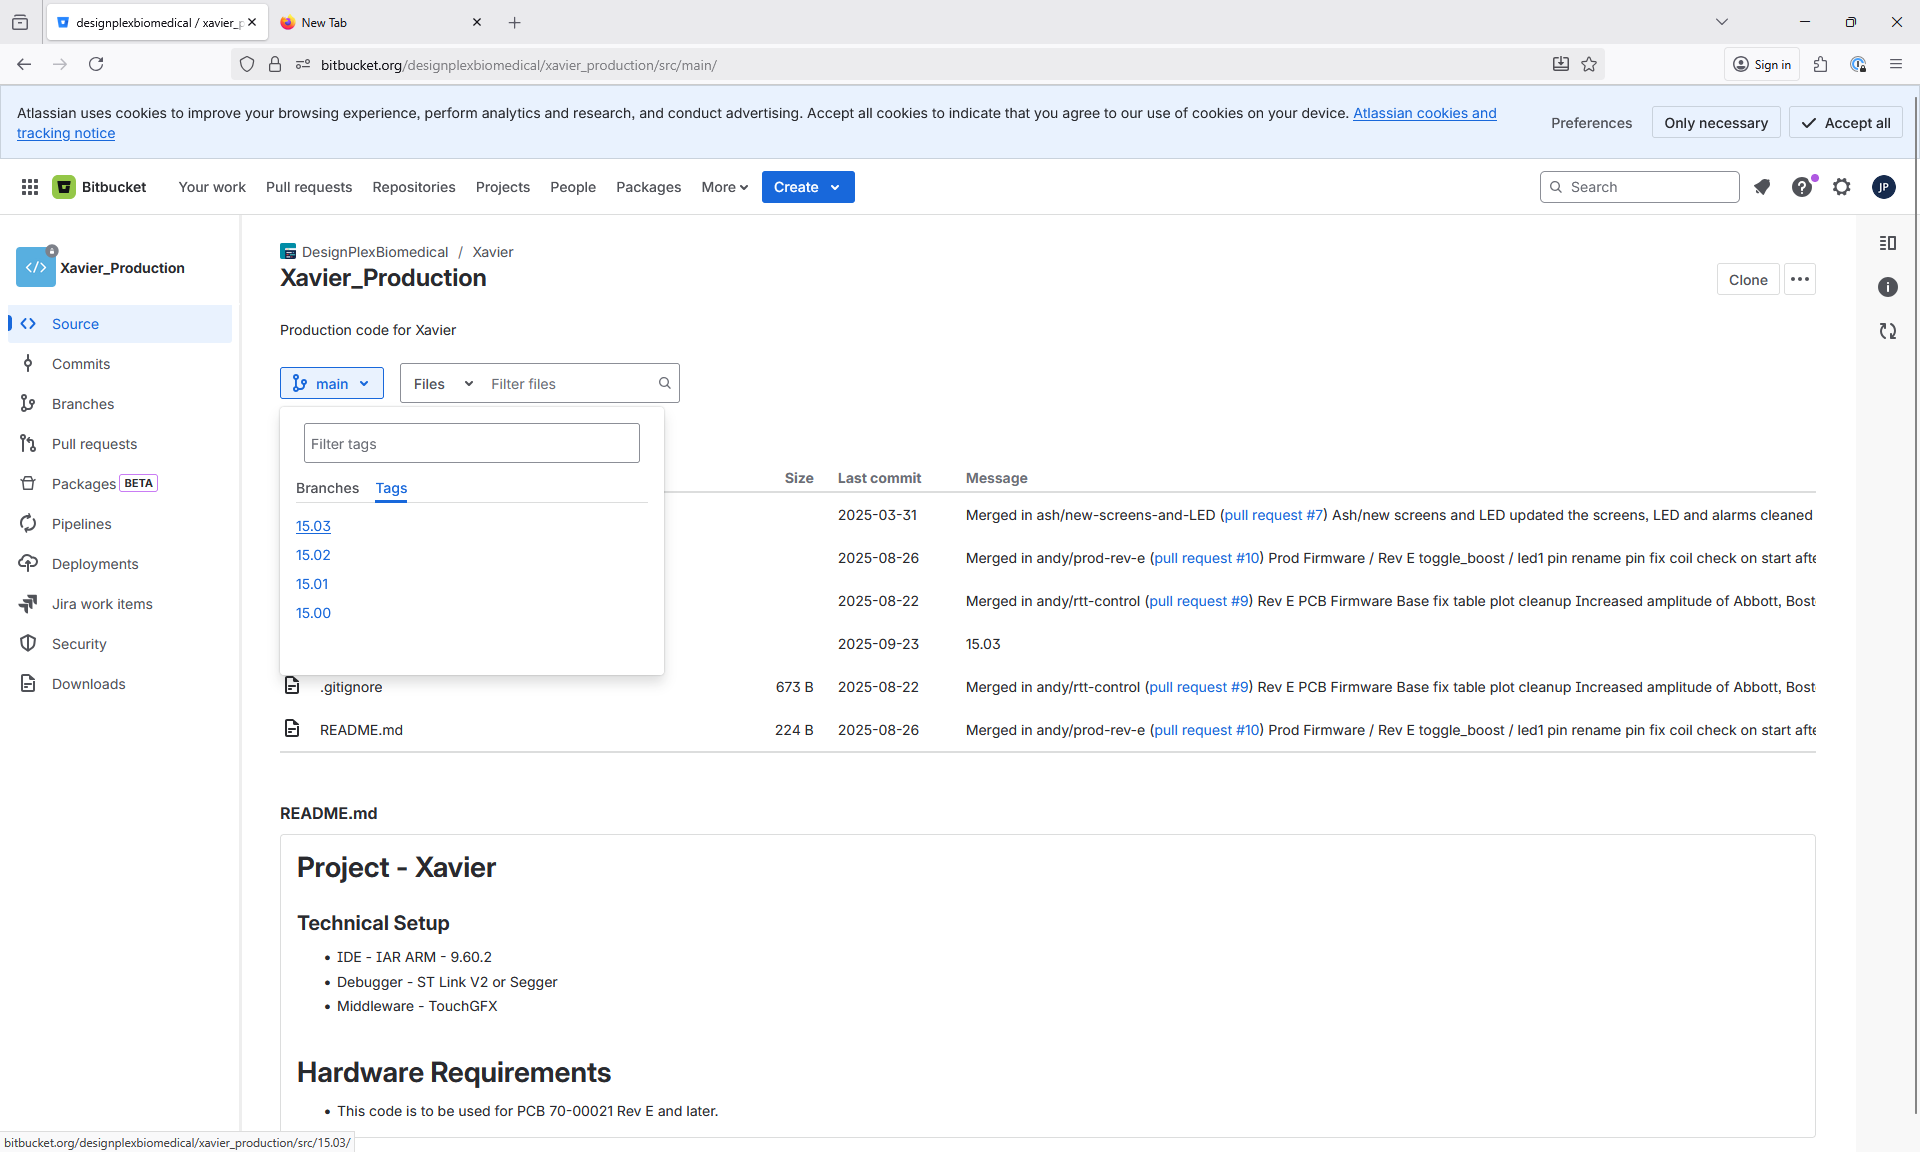 designplexbiomedical / xavier_p
New Tab
bitbucket.org/designplexbiomedical/xavier_production/src/main/
Sign in
Atlassian uses cookies to improve your browsing experience, perform analytics and research, and conduct advertising. Accept all cookies to indicate that you agree to our use of cookies on your device. Atlassian cookies and
tracking notice
Preferences
Only necessary
Accept all
Bitbucket
Your work
Pull requests
Repositories
Projects
People
Packages
More
Create
Search
JP
Xavier_Production
Source
Commits
Branches
Pull requests
Packages BETA
Pipelines
Deployments
Jira work items
Security
Downloads
DesignPlexBiomedical / Xavier
Xavier_Production
Clone
Production code for Xavier
main
Files
Filter files
Filter tags
Branches
Tags
15.03
15.02
15.01
15.00
Size Last commit Message
2025-03-31 Merged in ash/new-screens-and-LED (pull request #7) Ash/new screens and LED updated the screens, LED and alarms cleaned
2025-08-26 Merged in andy/prod-rev-e (pull request #10) Prod Firmware / Rev E toggle_boost / led1 pin rename pin fix coil check on start afte
2025-08-22 Merged in andy/rtt-control (pull request #9) Rev E PCB Firmware Base fix table plot cleanup Increased amplitude of Abbott, Bost
2025-09-23 15.03
.gitignore 673 B 2025-08-22 Merged in andy/rtt-control (pull request #9) Rev E PCB Firmware Base fix table plot cleanup Increased amplitude of Abbott, Bost
README.md 224 B 2025-08-26 Merged in andy/prod-rev-e (pull request #10) Prod Firmware / Rev E toggle_boost / led1 pin rename pin fix coil check on start afte
README.md
Project - Xavier
Technical Setup
• IDE - IAR ARM - 9.60.2
• Debugger - ST Link V2 or Segger
• Middleware - TouchGFX
Hardware Requirements
• This code is to be used for PCB 70-00021 Rev E and later.
bitbucket.org/designplexbiomedical/xavier_production/src/15.03/